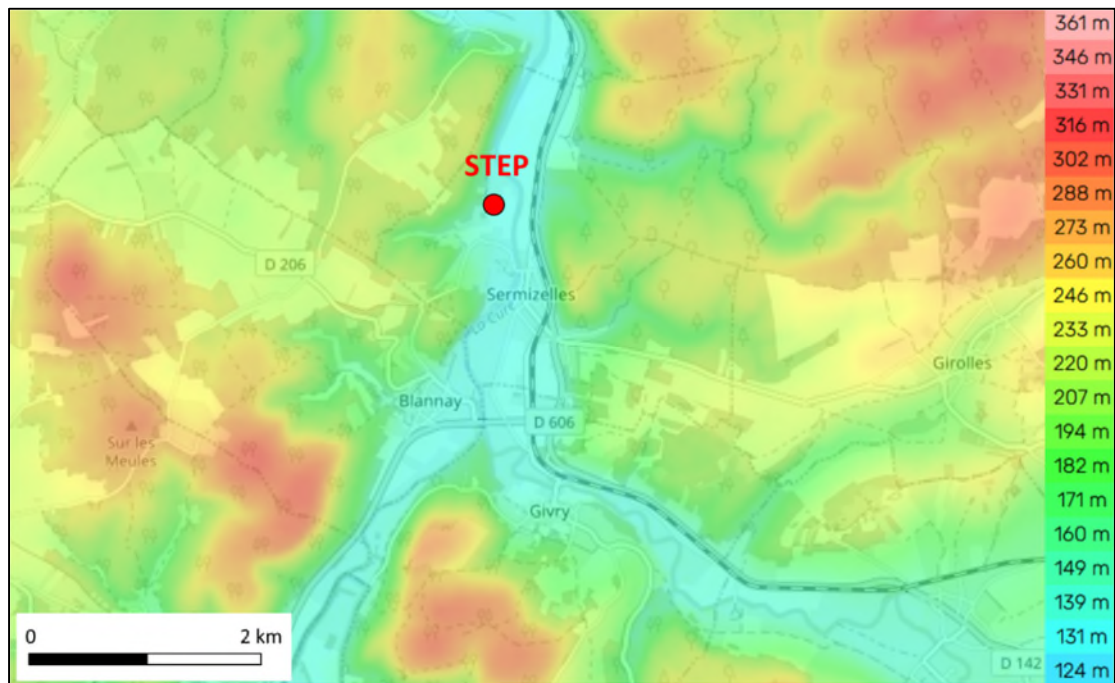 STEP
D 206
Sermizelles
La Cure
Girolles
Blannay
D 606
Sur les
Meules
Givry
D 142
0 2 km
361 m
346 m
331 m
316 m
302 m
288 m
273 m
260 m
246 m
233 m
220 m
207 m
194 m
182 m
171 m
160 m
149 m
139 m
131 m
124 m